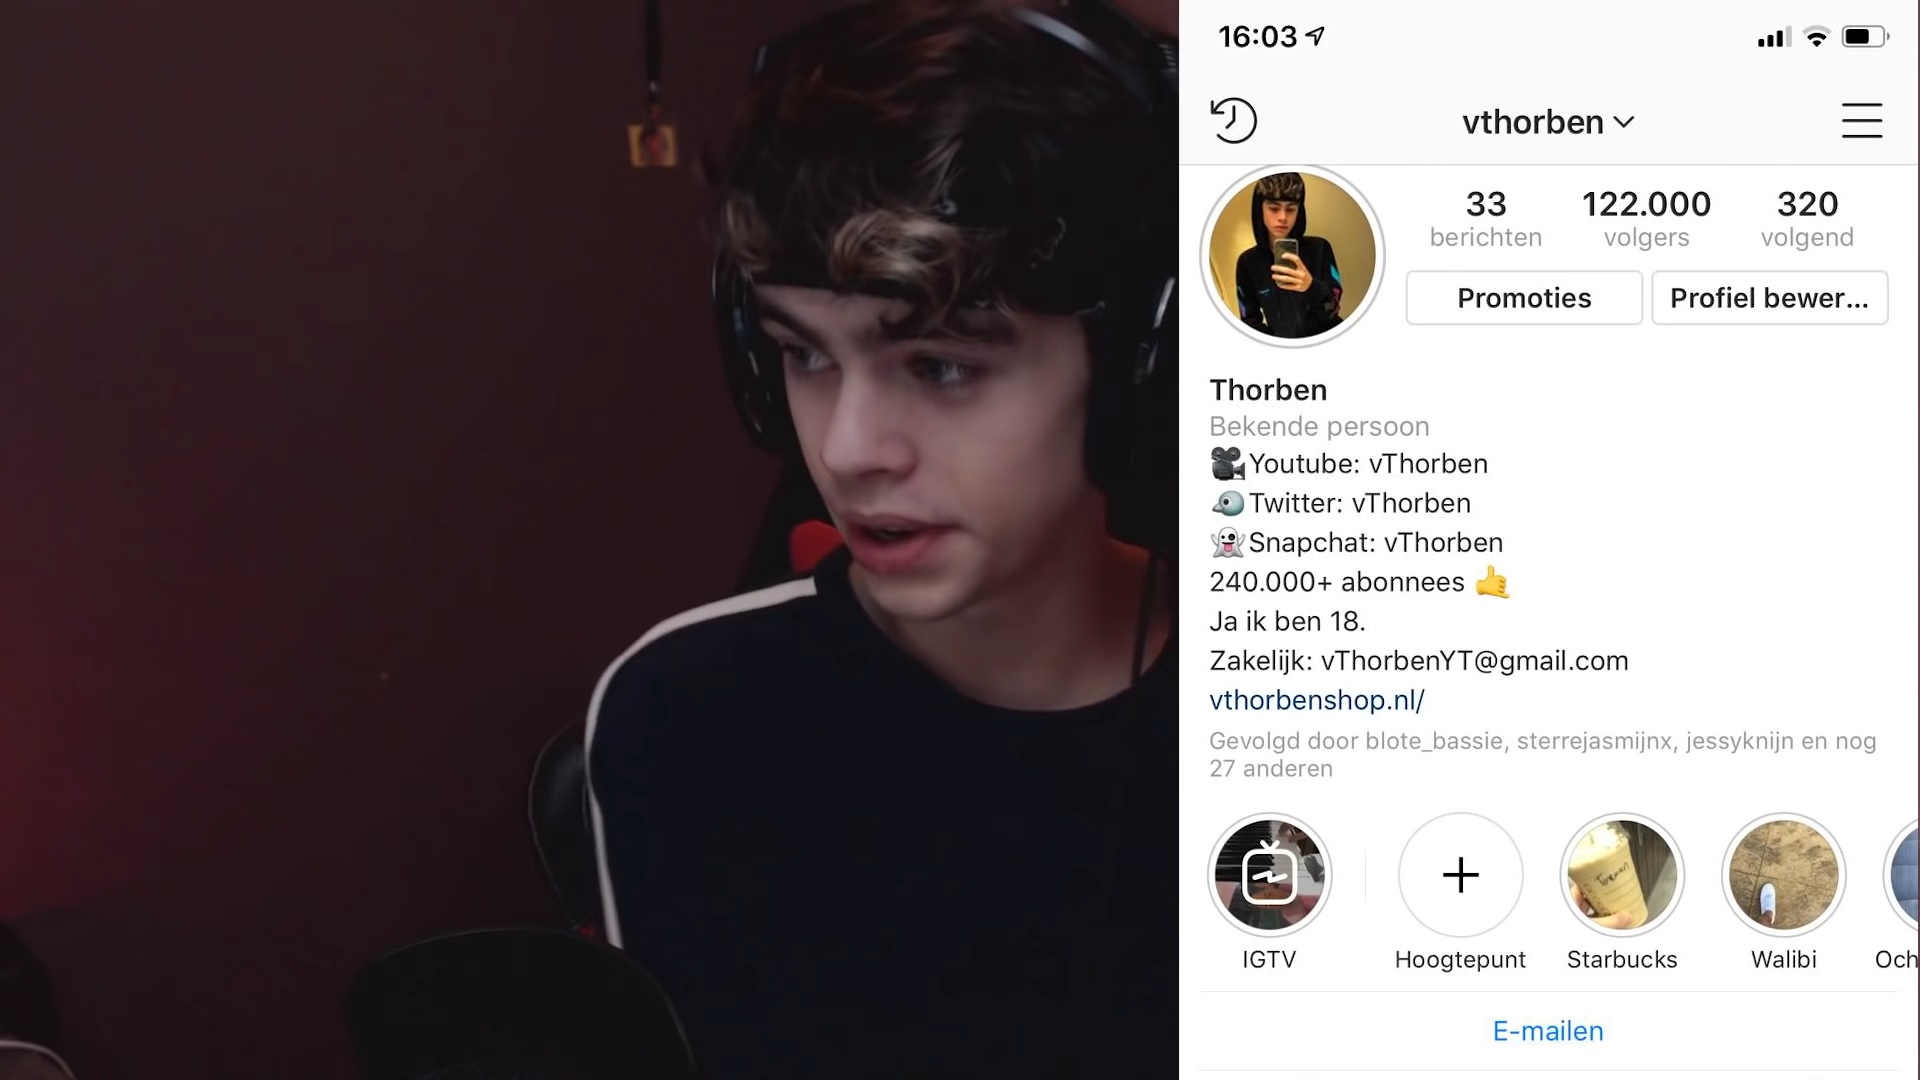 16:03
vthorben
33 122.000 320
berichten volgers volgend
Promoties Profiel bewer...
Thorben
Bekende persoon
Youtube: vThorben
Twitter: vThorben
Snapchat: vThorben
240.000+ abonnees
Ja ik ben 18.
Zakelijk: vThorbenYT@gmail.com
vthorbenshop.nl/
Gevolgd door blote_bassie, sterrejasmijnx, jessyknijn en nog
27 anderen
IGTV Hoogtepunt Starbucks Walibi Och
E-mailen